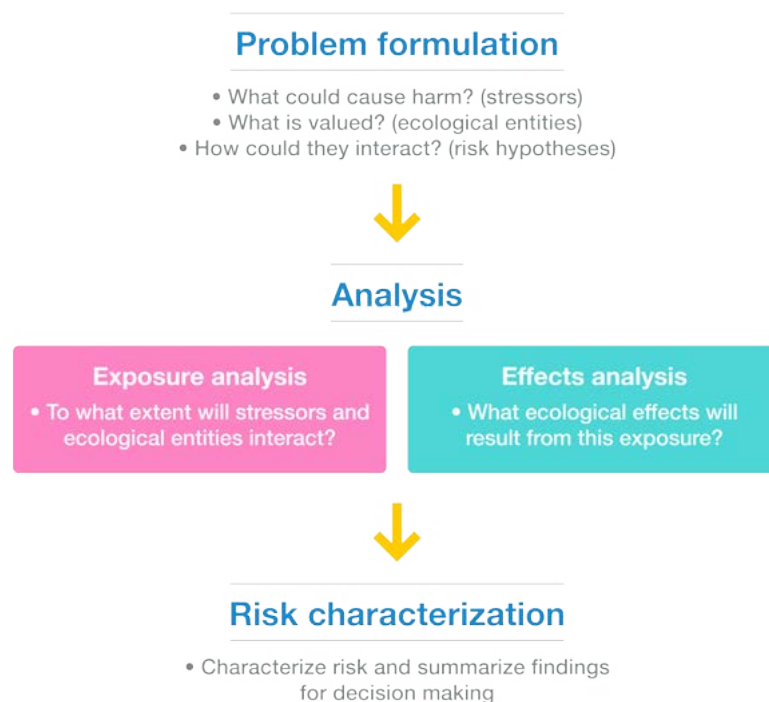 Problem formulation
• What could cause harm? (stressors)
• What is valued? (ecological entities)
• How could they interact? (risk hypotheses)
Analysis
Exposure analysis
• To what extent will stressors and
ecological entities interact?
Effects analysis
• What ecological effects will
result from this exposure?
Risk characterization
• Characterize risk and summarize findings
for decision making